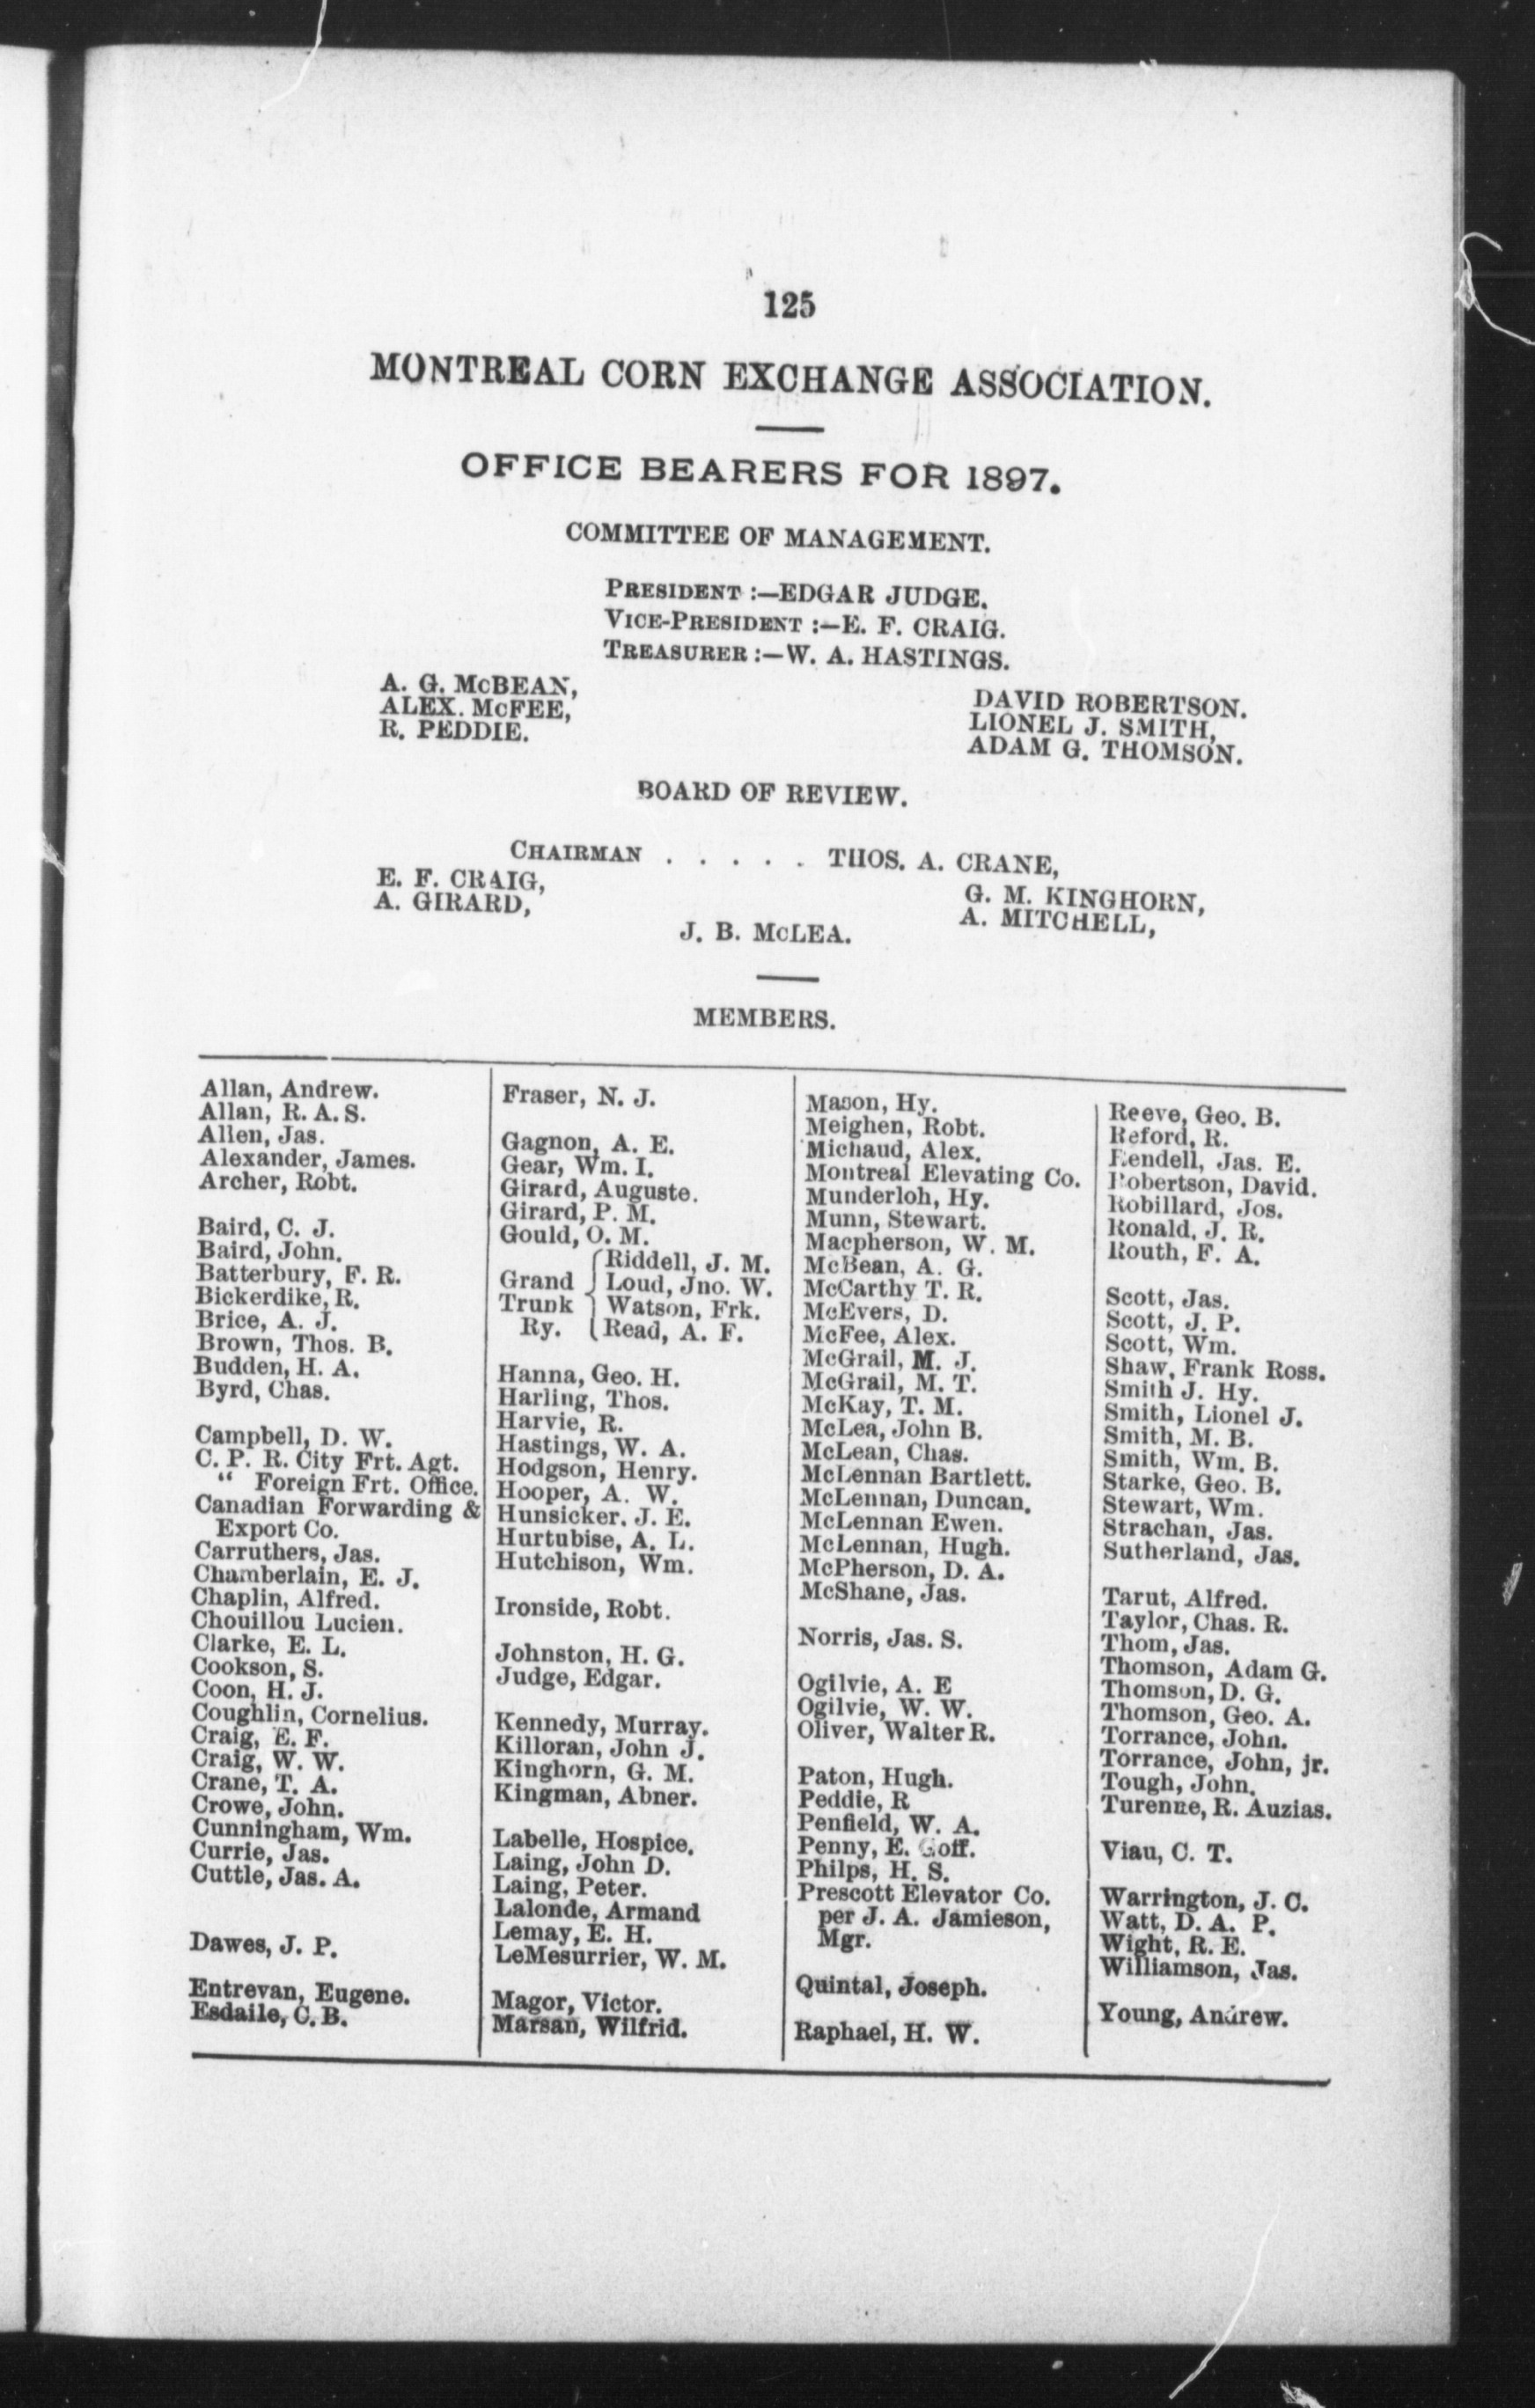 125
MONTREAL CORN EXCHANGE ASSOCIATION.
OFFICE BEARERS FOR 1897.
COMMITTEE OF MANAGEMENT.
PRESIDENT :—EDGAR JUDGE.
VICE-PRESIDENT :—E. F. CRAIG.
TREASURER :—W. A. HASTINGS.
A. G. McBEAN,
ALEX. McFEE,
R. PEDDIE.
DAVID ROBERTSON.
LIONEL J. SMITH,
ADAM G. THOMSON.
BOARD OF REVIEW.
CHAIRMAN . . . . . THOS. A. CRANE,
E. F. CRAIG,
A. GIRARD,
G. M. KINGHORN,
A. MITCHELL,
J. B. McLEA.
MEMBERS.
Allan, Andrew.
Allan, R. A. S.
Allen, Jas.
Alexander, James.
Archer, Robt.
Baird, C. J.
Baird, John.
Batterbury, F. R.
Bickerdike, R.
Brice, A. J.
Brown, Thos. B.
Budden, H. A.
Byrd, Chas.
Campbell, D. W.
C. P. R. City Frt. Agt.
“ Foreign Frt. Office.
Canadian Forwarding &
Export Co.
Carruthers, Jas.
Chamberlain, E. J.
Chaplin, Alfred.
Chouillou Lucien.
Clarke, E. L.
Cookson, S.
Coon, H. J.
Coughlin, Cornelius.
Craig, E. F.
Craig, W. W.
Crane, T. A.
Crowe, John.
Cunningham, Wm.
Currie, Jas.
Cuttle, Jas. A.
Dawes, J. P.
Entrevan, Eugene.
Esdaile, C. B.
Fraser, N. J.
Gagnon, A. E.
Gear, Wm. I.
Girard, Auguste.
Girard, P. M.
Gould, O. M.
Riddell, J. M.
Grand Loud, Jno. W.
Trunk Watson, Frk.
Ry. Read, A. F.
Hanna, Geo. H.
Harling, Thos.
Harvie, R.
Hastings, W. A.
Hodgson, Henry.
Hooper, A. W.
Hunsicker. J. E.
Hurtubise, A. L.
Hutchison, Wm.
Ironside, Robt.
Johnston, H. G.
Judge, Edgar.
Kennedy, Murray.
Killoran, John J.
Kinghorn, G. M.
Kingman, Abner.
Labelle, Hospice.
Laing, John D.
Laing, Peter.
Lalonde, Armand
Lemay, E. H.
LeMesurrier, W. M.
Magor, Victor.
Marsan, Wilfrid.
Mason, Hy.
Meighen, Robt.
Michaud, Alex.
Montreal Elevating Co.
Munderloh, Hy.
Munn, Stewart.
Macpherson, W. M.
McBean, A. G.
McCarthy T. R.
McEvers, D.
McFee, Alex.
McGrail, M. J.
McGrail, M. T.
McKay, T. M.
McLea, John B.
McLean, Chas.
McLennan Bartlett.
McLennan, Duncan.
McLennan Ewen.
McLennan, Hugh.
McPherson, D. A.
McShane, Jas.
Norris, Jas. S.
Ogilvie, A. E
Ogilvie, W. W.
Oliver, Walter R.
Paton, Hugh.
Peddie, R
Penfield, W. A.
Penny, E. Goff.
Philps, H. S.
Prescott Elevator Co.
per J. A. Jamieson,
Mgr.
Quintal, Joseph.
Raphael, H. W.
Reeve, Geo. B.
Reford, R.
Rendell, Jas. E.
Robertson, David.
Robillard, Jos.
Ronald, J. R.
Routh, F. A.
Scott, Jas.
Scott, J. P.
Scott, Wm.
Shaw, Frank Ross.
Smith J. Hy.
Smith, Lionel J.
Smith, M. B.
Smith, Wm. B.
Starke, Geo. B.
Stewart, Wm.
Strachan, Jas.
Sutherland, Jas.
Tarut, Alfred.
Taylor, Chas. R.
Thom, Jas.
Thomson, Adam G.
Thomson, D. G.
Thomson, Geo. A.
Torrance, John.
Torrance, John, jr.
Tough, John.
Turenne, R. Auzias.
Viau, C. T.
Warrington, J. C.
Watt, D. A. P.
Wight, R. E.
Williamson, Jas.
Young, Andrew.